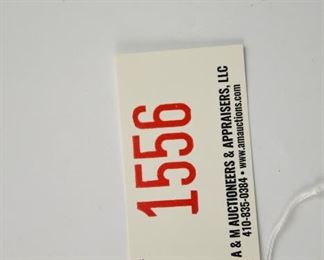 1556
A & M AUCTIONEERS & APPRAISERS, LLC
410-835-0384 • www.amauctions.com